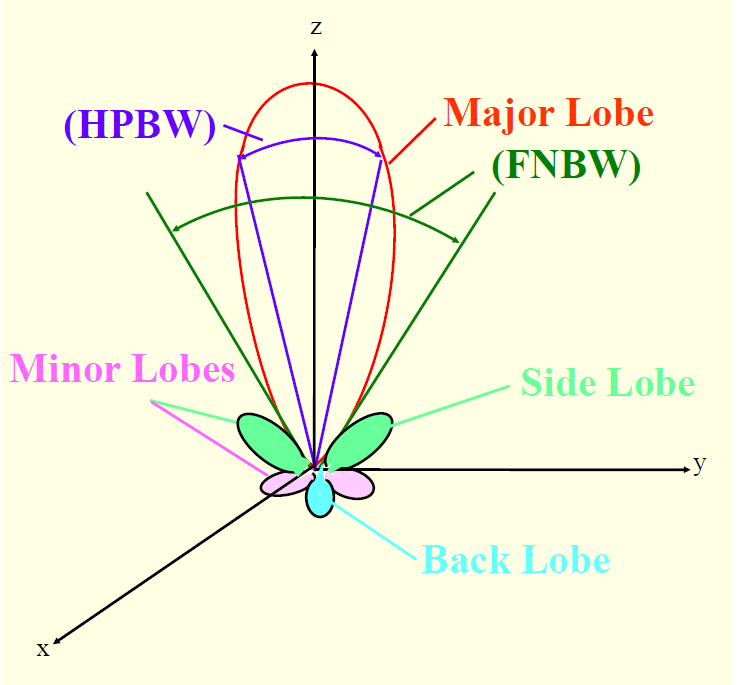 z
(HPBW)
Major Lobe
(FNBW)
Minor Lobes
Side Lobe
y
Back Lobe
x